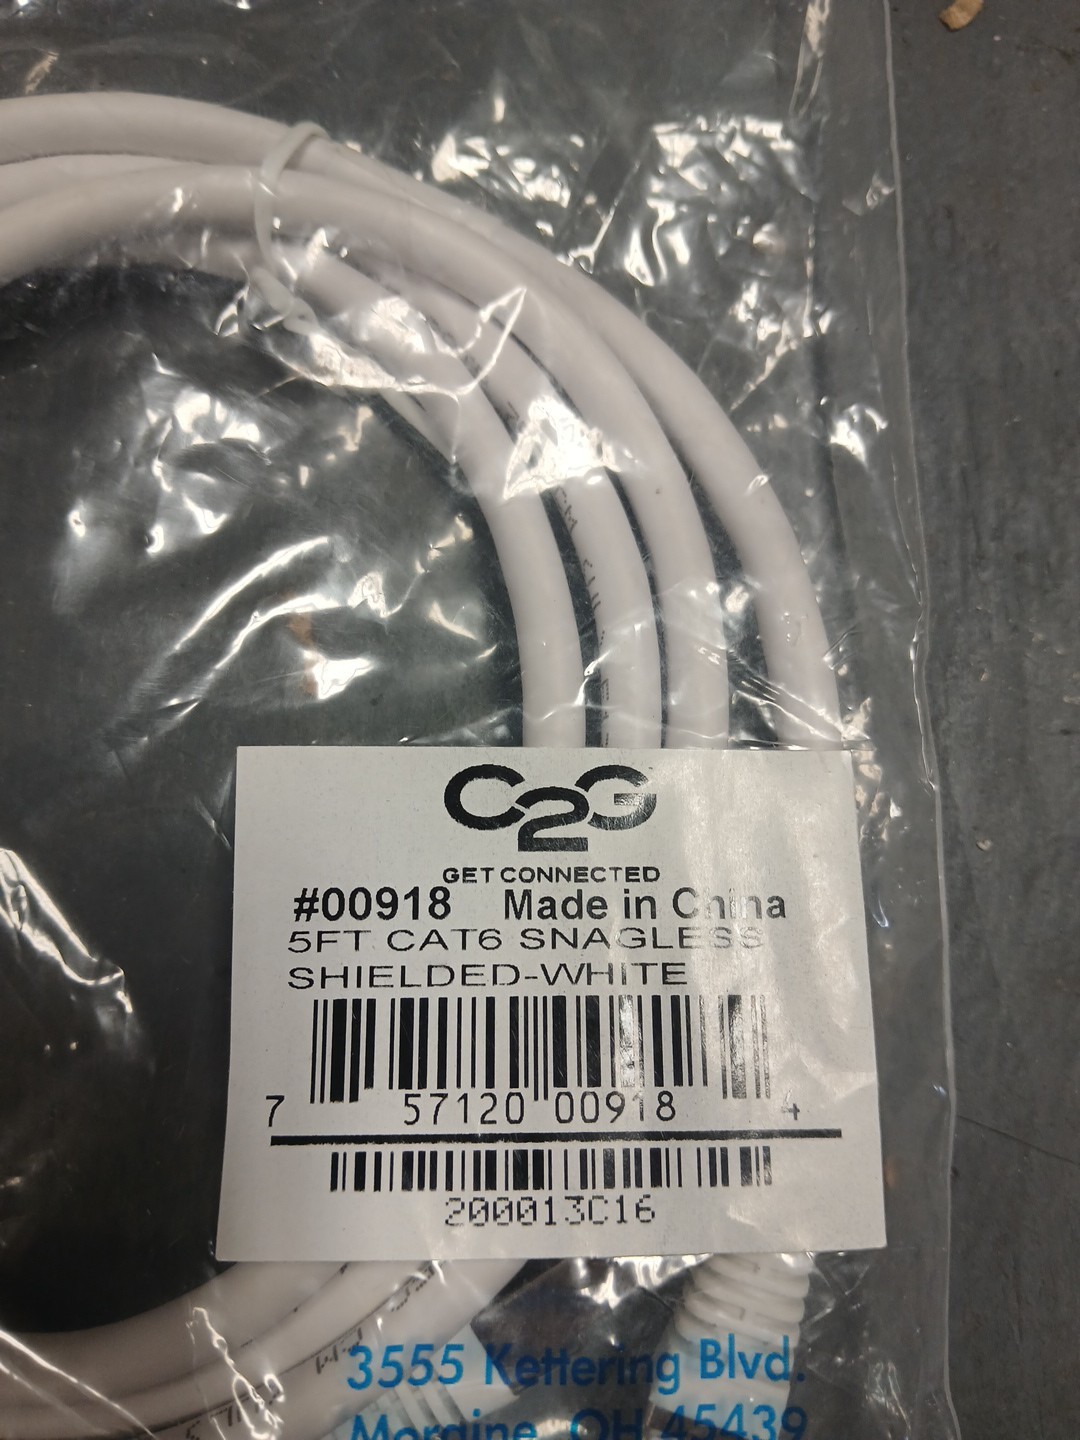 C2G
GET CONNECTED
#00918 Made in China
5FT CAT6 SNAGLESS
SHIELDED-WHITE
7 57120 00918 4
200013C16
3555 Kettering Blvd.
Moraine, OH 45439